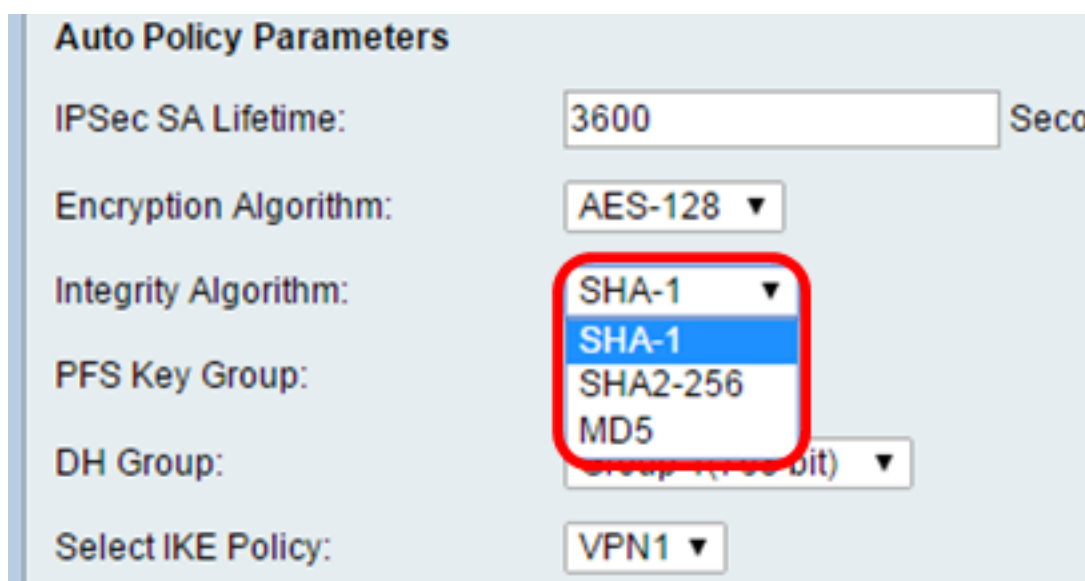 Auto Policy Parameters
IPSec SA Lifetime: 3600 Seco
Encryption Algorithm: AES-128
Integrity Algorithm: SHA-1
SHA-1
SHA2-256
PFS Key Group:
MD5
DH Group: bit)
Select IKE Policy: VPN1